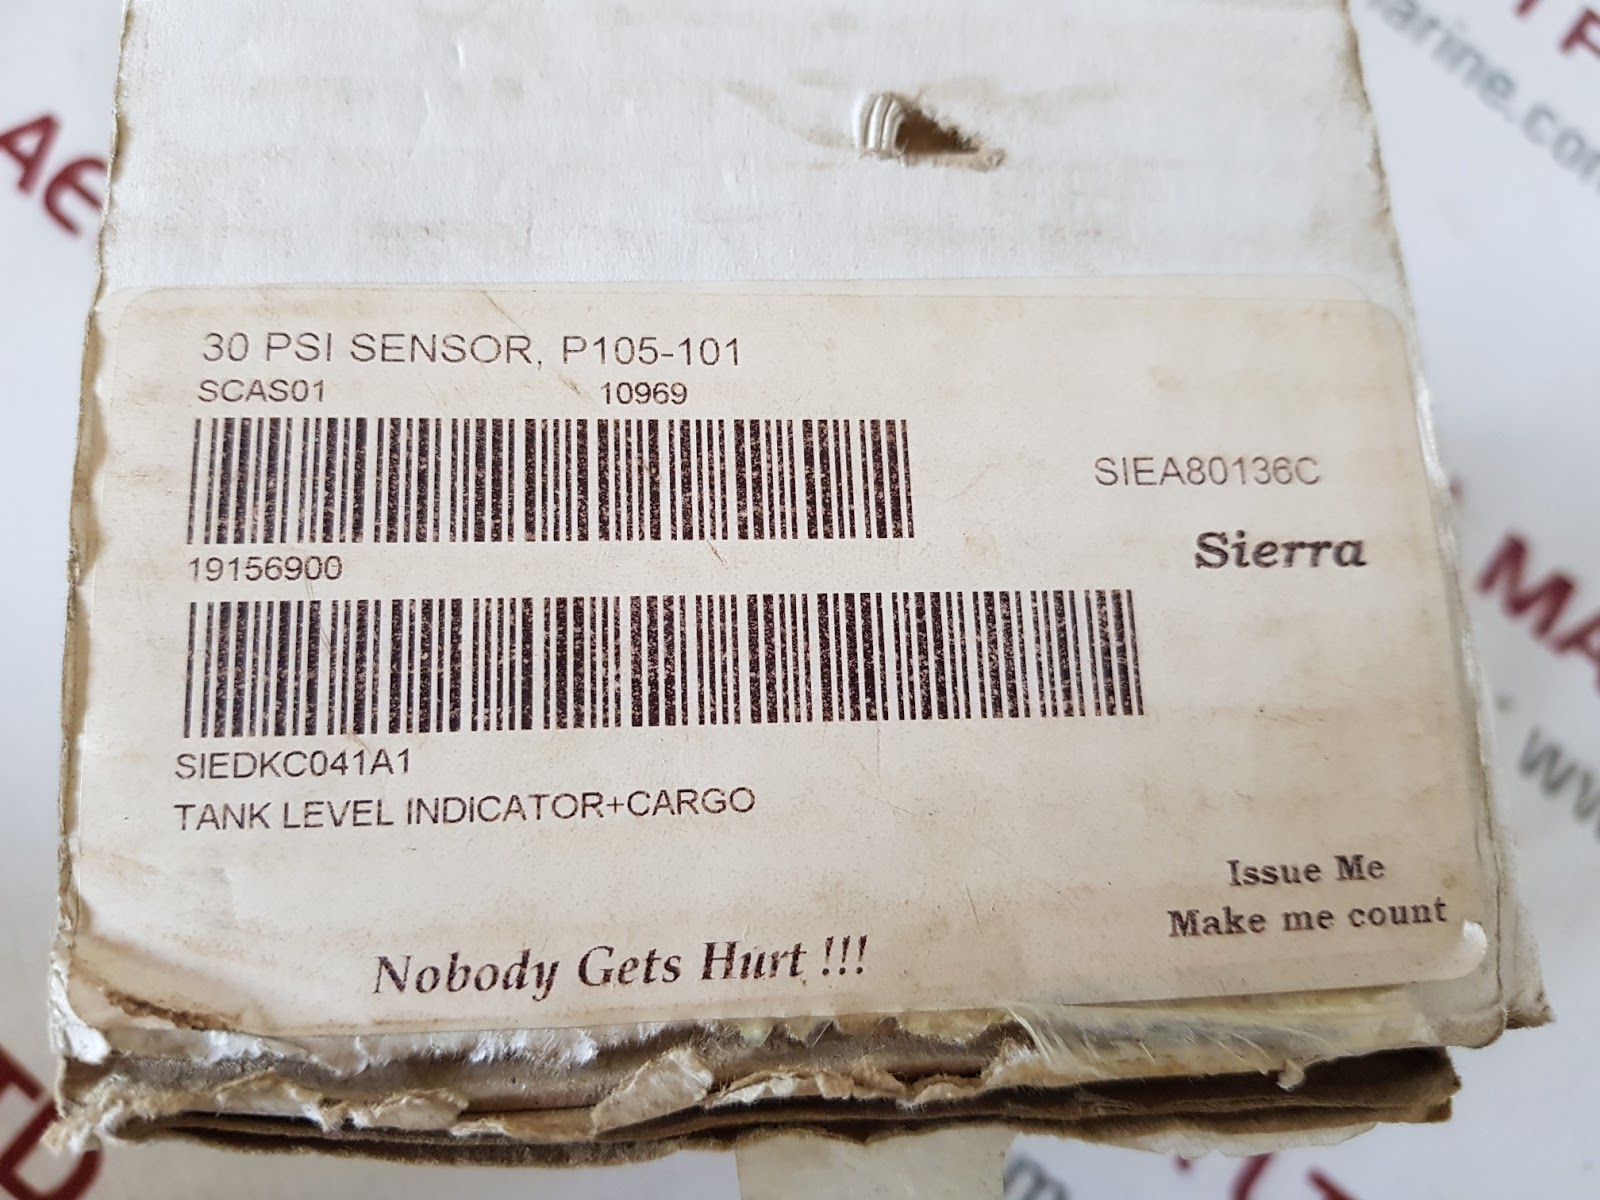 30 PSI SENSOR, P105-101
SCAS01 10969
SIEA80136C
Sierra
19156900
SIEDKC041A1
TANK LEVEL INDICATOR+CARGO
Issue Me
Make me count
Nobody Gets Hurt !!!